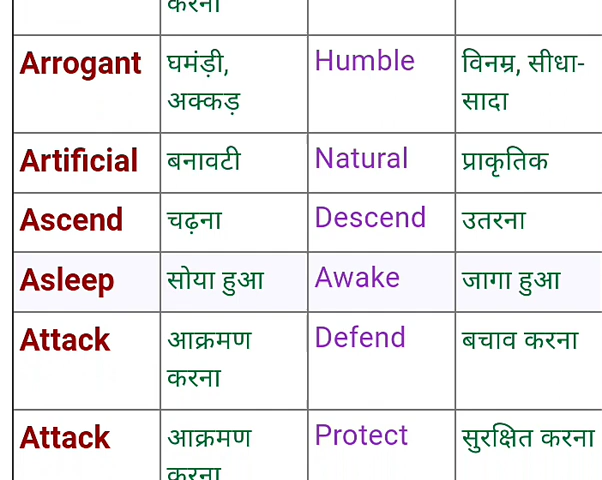 करना
Arrogant घमंड़ी, Humble विनम्र, सीधा-
अक्कड़ सादा
Artificial बनावटी Natural प्राकृतिक
Ascend चढ़ना Descend उतरना
Asleep सोया हुआ Awake जागा हुआ
Attack आक्रमण Defend बचाव करना
करना
Attack आक्रमण Protect सुरक्षित करना
करना